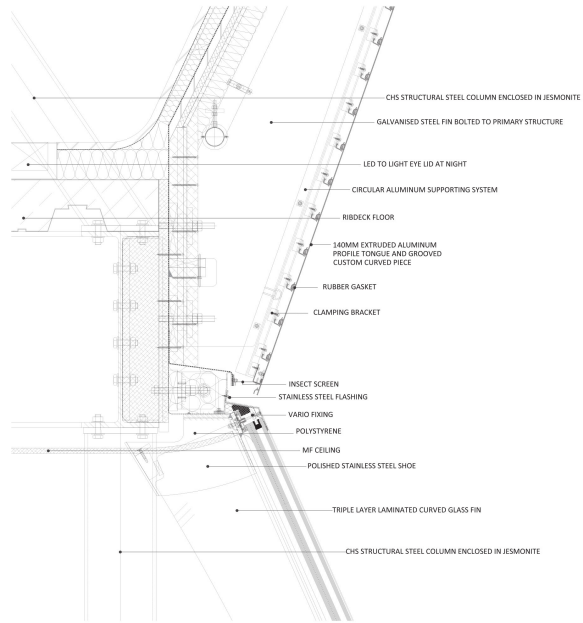 CHS STRUCTURAL STEEL COLUMN ENCLOSED IN JESMONITE
GALVANISED STEEL FIN BOLTED TO PRIMARY STRUCTURE
LED TO LIGHT EYE LID AT NIGHT
CIRCULAR ALUMINUM SUPPORTING SYSTEM
RIBDECK FLOOR
140MM EXTRUDED ALUMINUM
PROFILE TONGUE AND GROOVED
CUSTOM CURVED PIECE
RUBBER GASKET
CLAMPING BRACKET
INSECT SCREEN
STAINLESS STEEL FLASHING
VARIO FIXING
POLYSTYRENE
MF CEILING
POLISHED STAINLESS STEEL SHOE
TRIPLE LAYER LAMINATED CURVED GLASS FIN
CHS STRUCTURAL STEEL COLUMN ENCLOSED IN JESMONITE